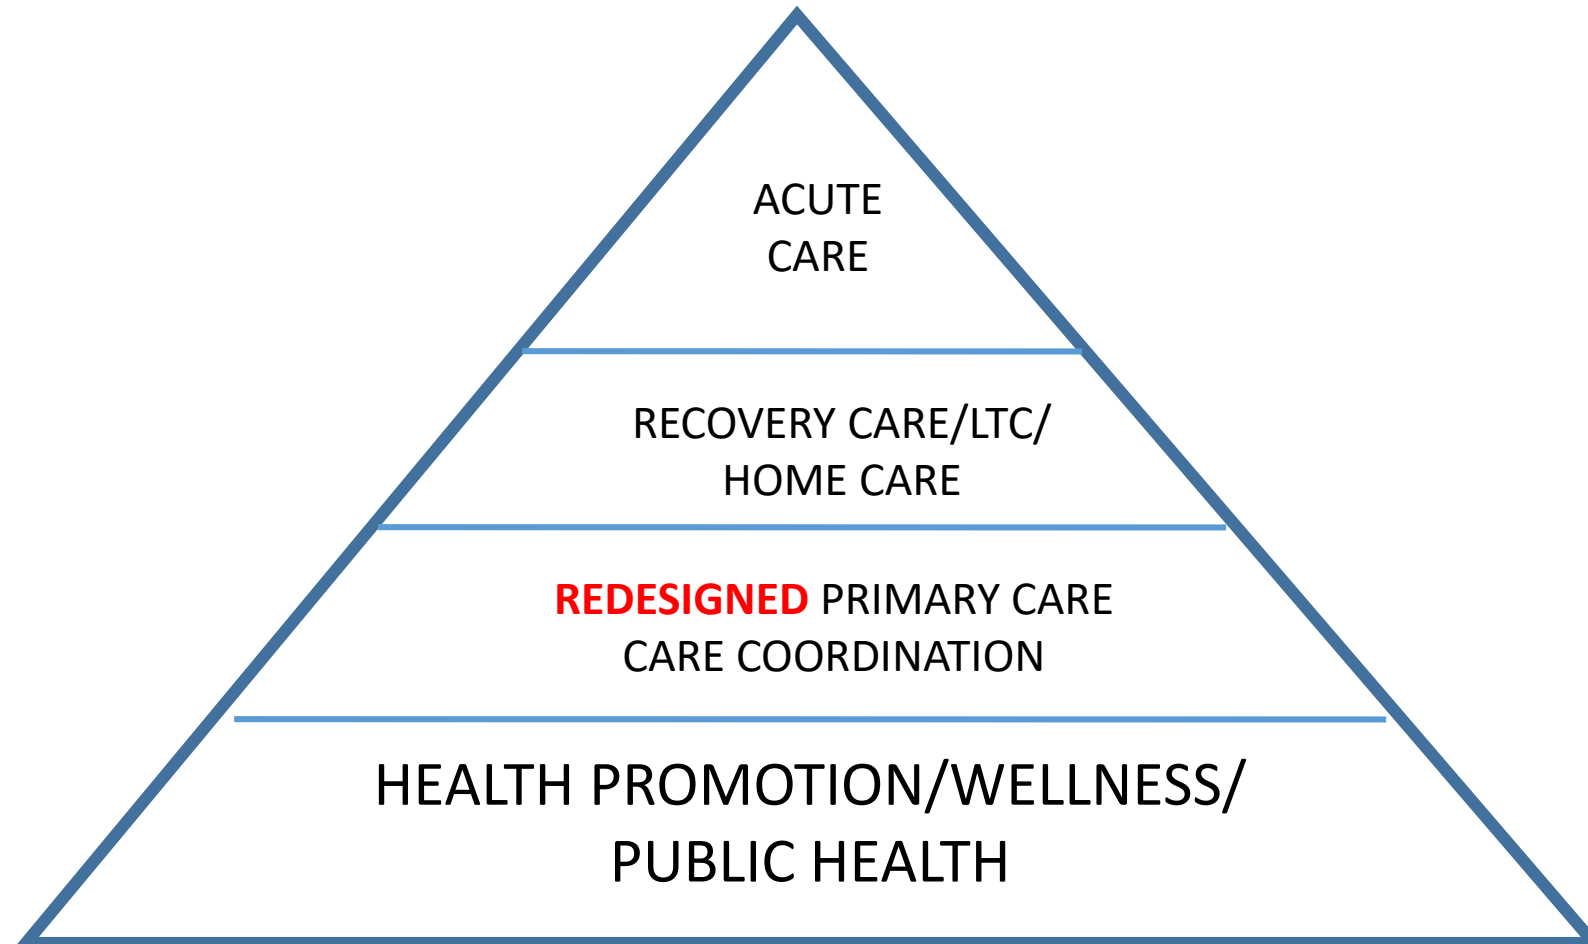 ACUTE
CARE
RECOVERY CARE/LTC/
HOME CARE
REDESIGNED PRIMARY CARE
CARE COORDINATION
HEALTH PROMOTION/WELLNESS/
PUBLIC HEALTH